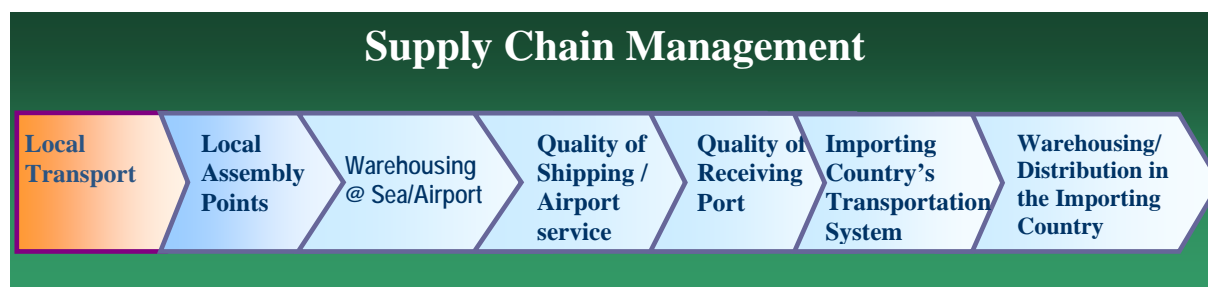 Supply Chain Management
Local
Transport
Local
Assembly
Points
Warehousing
@ Sea/Airport
Quality of
Shipping /
Airport
service
Quality of
Receiving
Port
Importing
Country's
Transportation
System
Warehousing/
Distribution in
the Importing
Country